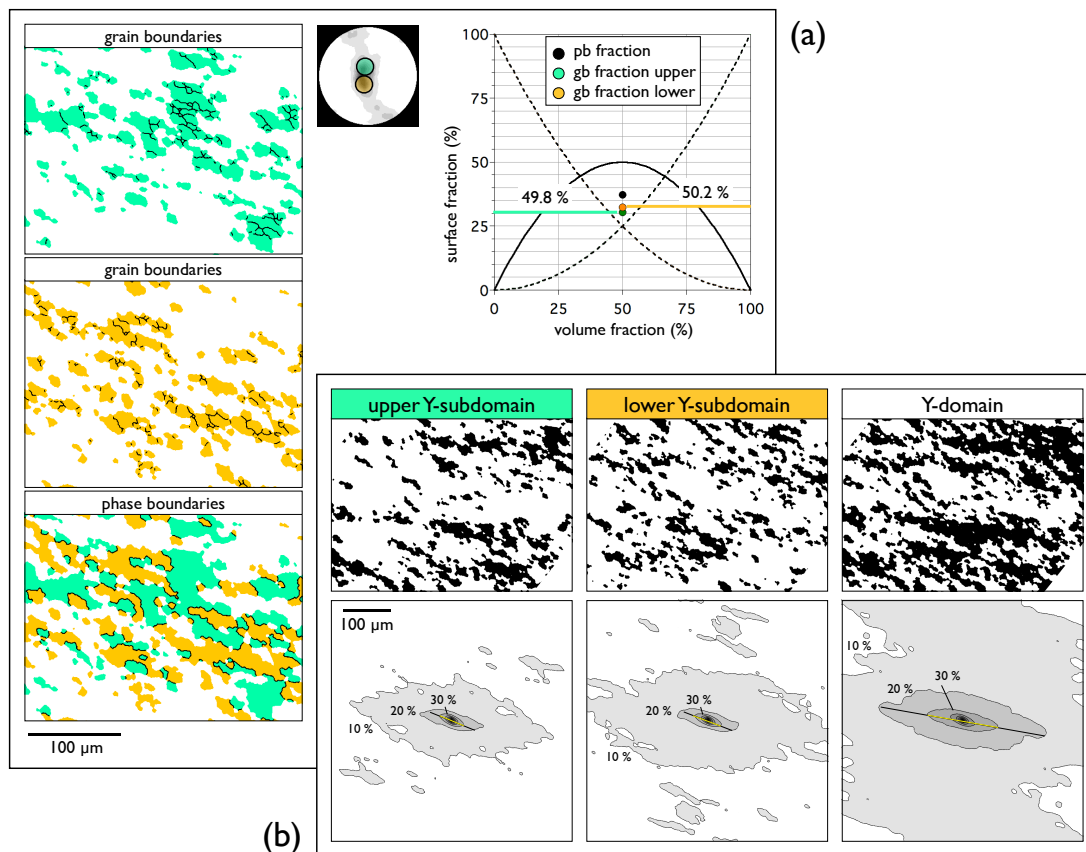 grain boundaries
grain boundaries
phase boundaries
100 µm
(a)
100
75
50
25
0
surface fraction (%)
pb fraction
gb fraction upper
gb fraction lower
49.8 %
50.2 %
0
25
50
75
100
volume fraction (%)
upper Y-subdomain
lower Y-subdomain
Y-domain
100 µm
30 %
20 %
10 %
30 %
20 %
10 %
10 %
30 %
20 %
(b)